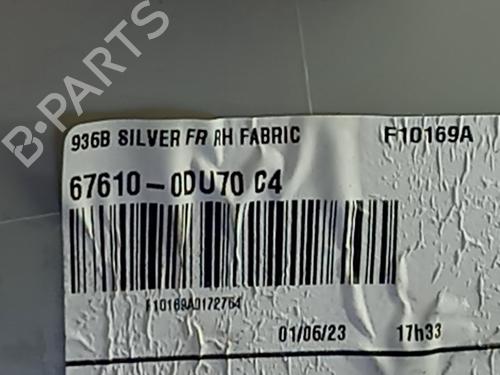 B-PARTS
936B SILVER FR RH FABRIC F10169A
67610-0DU70 C4
F10169A0172764
01/06/23 17h33